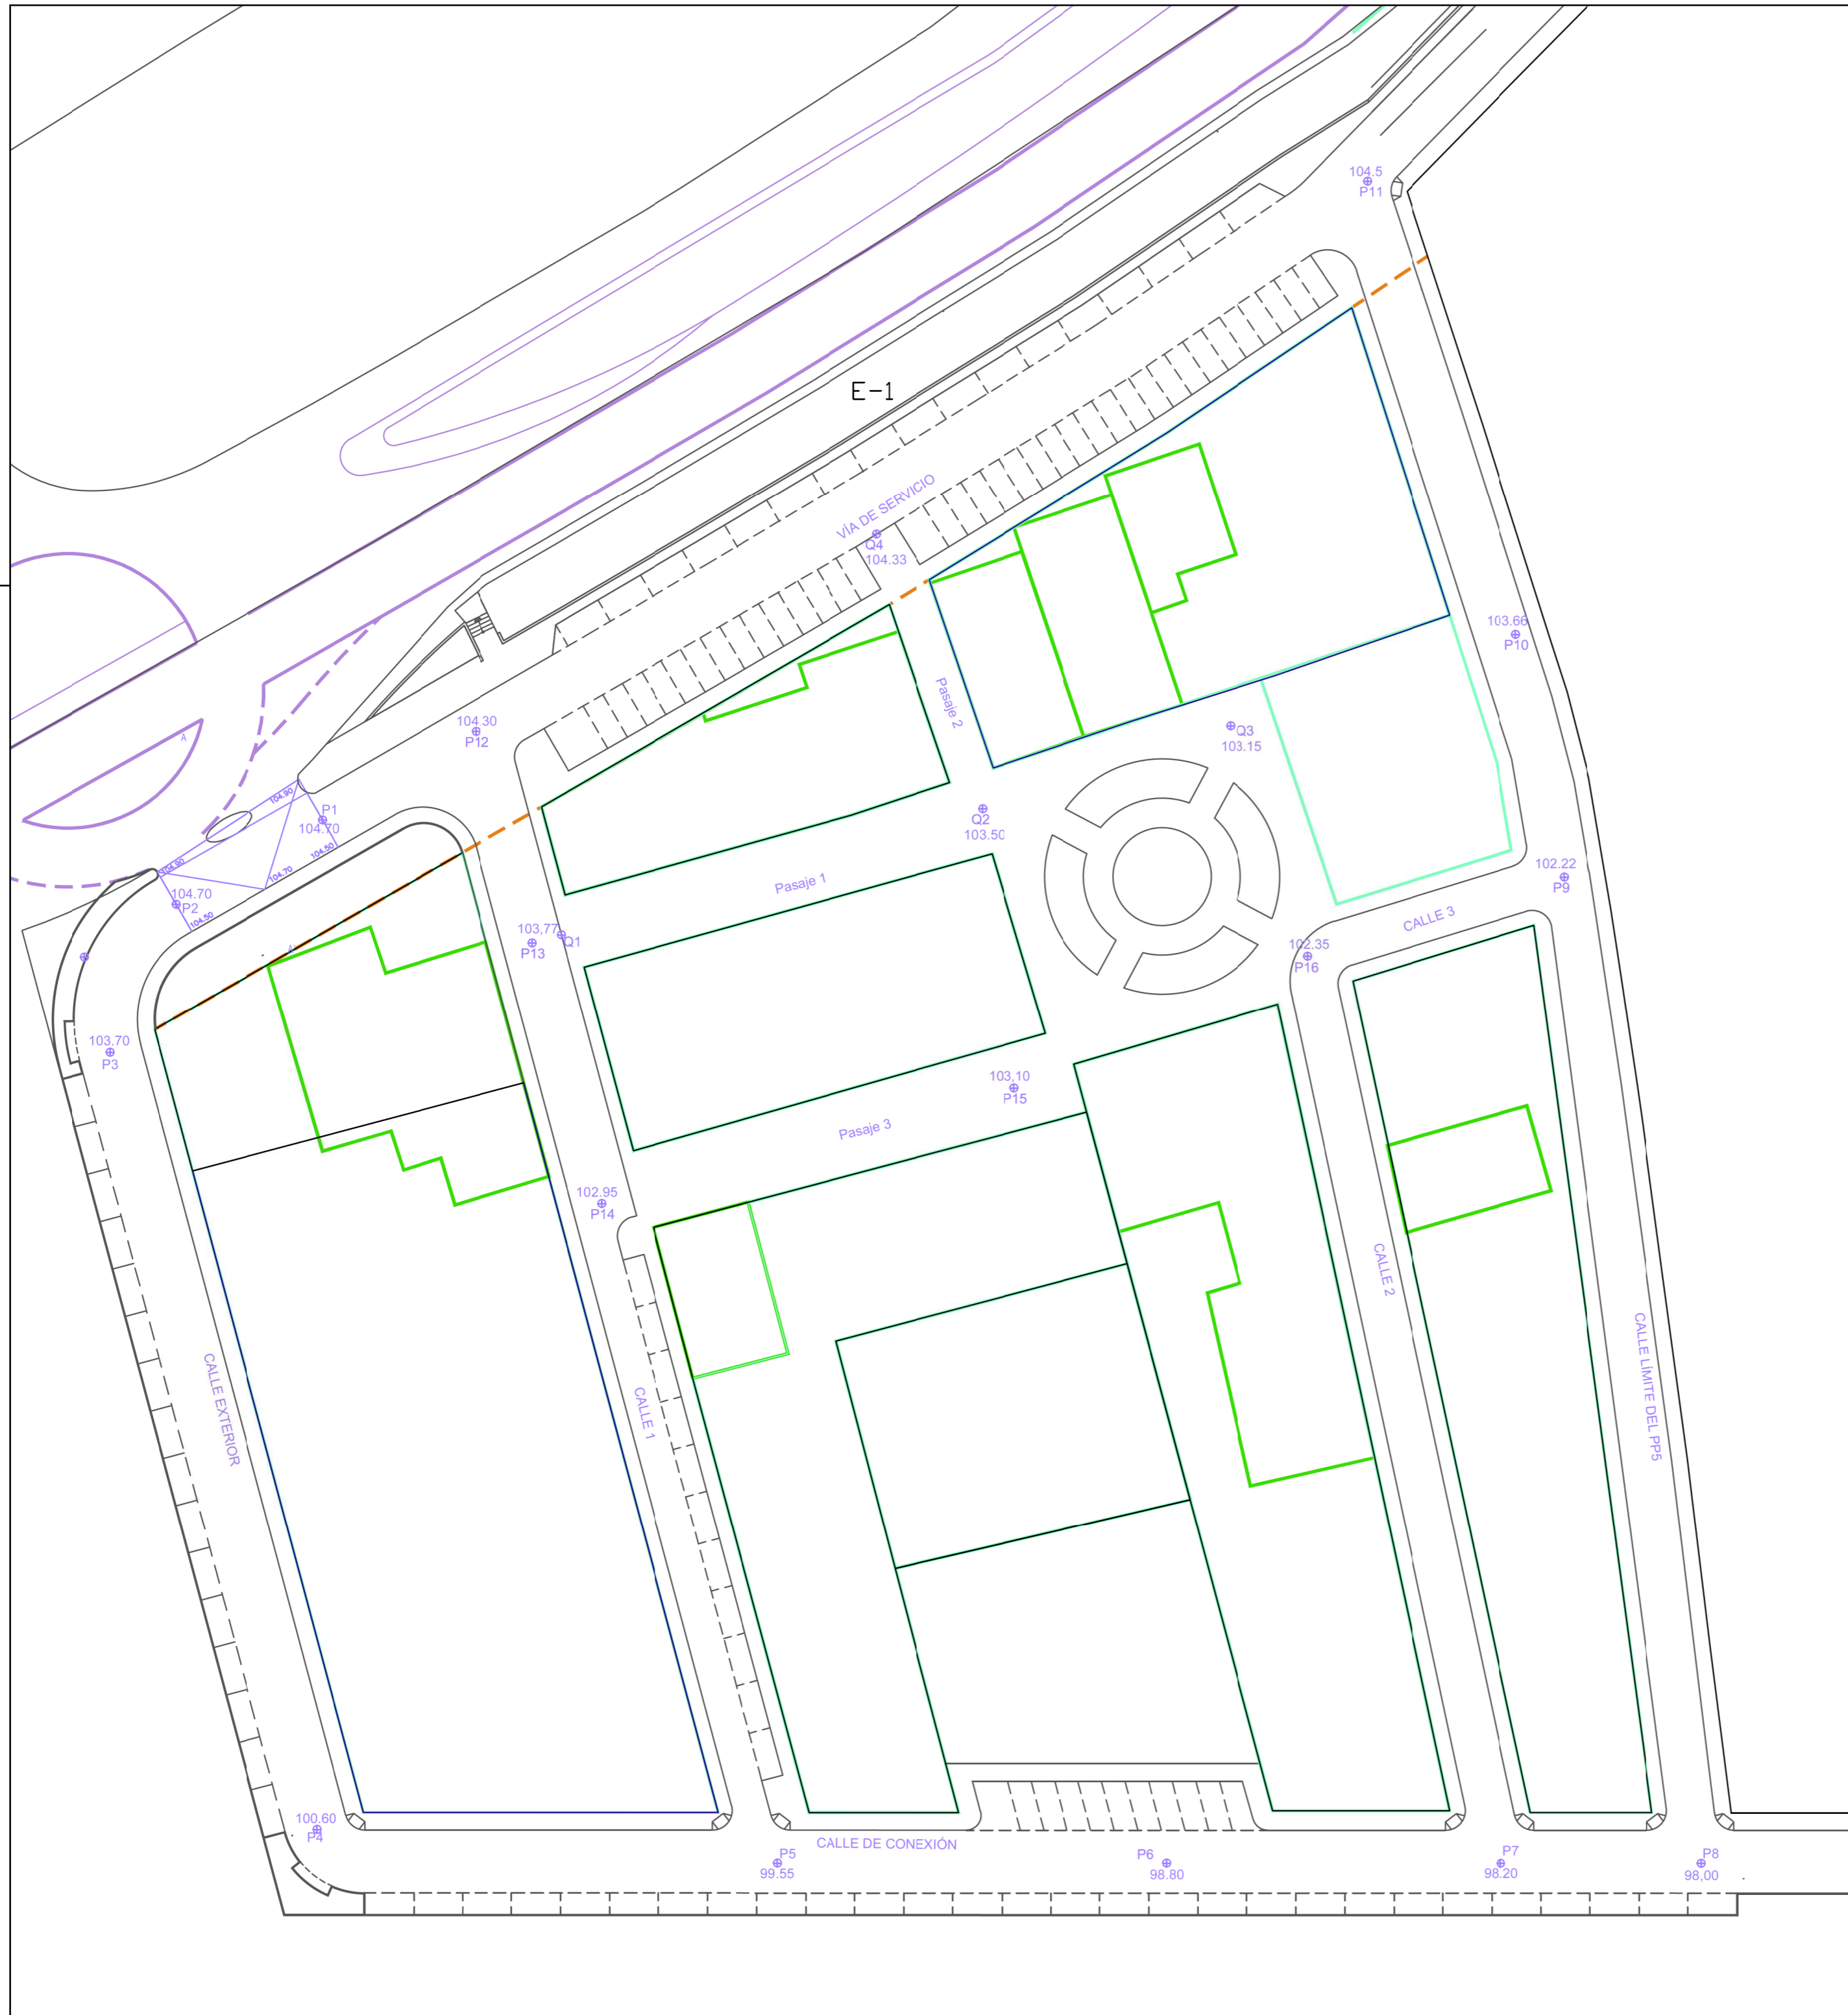 104.5
P11
E-1
VÍA DE SERVICIO
Q4
104.33
103.66
P10
Pasaje 2
104.30
P12
Q3
103.15
A
104.90
P1
104.70
104.50
Q2
103.50
104.90
104.70
104.70
P2
104.50
Pasaje 1
102.22
P9
CALLE 3
103,77
Q1
P13
102.35
P16
103.70
P3
103,10
P15
Pasaje 3
102.95
P14
CALLE 2
CALLE EXTERIOR
CALLE 1
CALLE LÍMITE DEL PP5
100.60
P4
CALLE DE CONEXIÓN
P5
99.55
P6
98.80
P7
98.20
P8
98,00